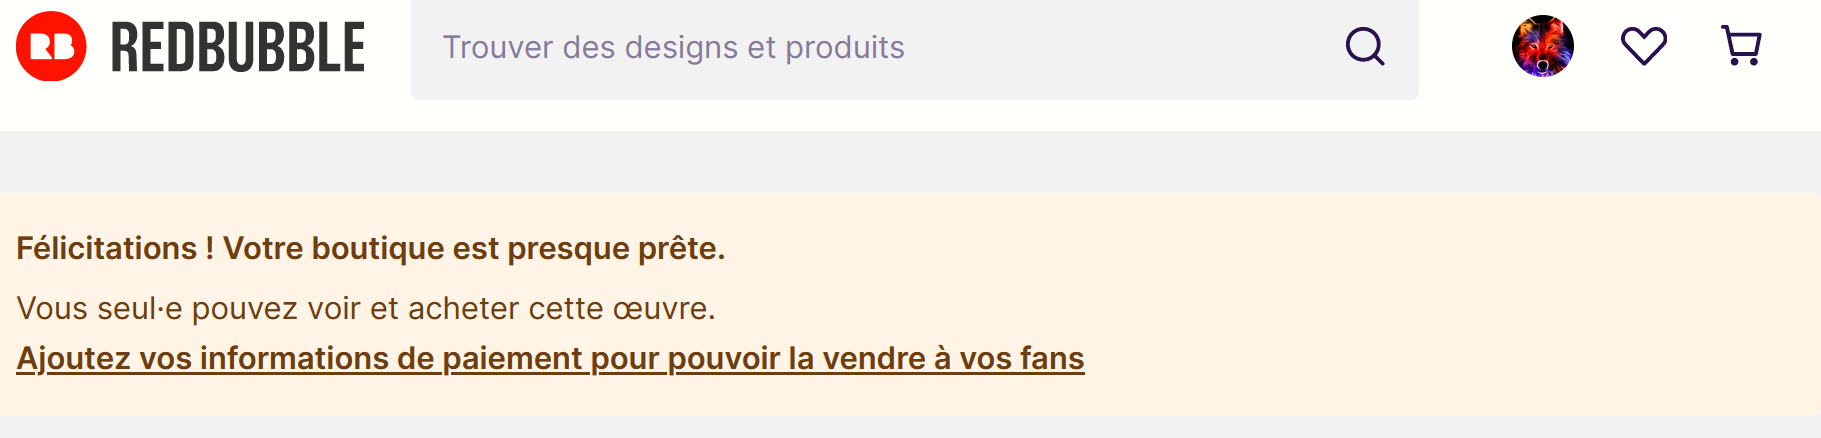 RB REDBUBBLE
Trouver des designs et produits
Félicitations ! Votre boutique est presque prête.
Vous seul·e pouvez voir et acheter cette œuvre.
Ajoutez vos informations de paiement pour pouvoir la vendre à vos fans